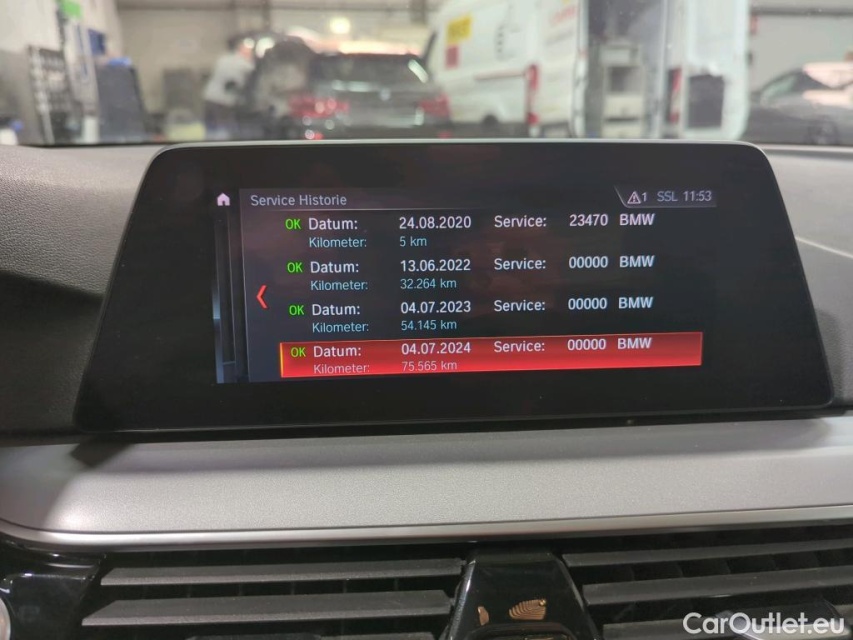 Service Historie
1 SSL 11:53
OK Datum: 24.08.2020 Service: 23470 BMW
Kilometer: 5 km
OK Datum: 13.06.2022 Service: 00000 BMW
Kilometer: 32.264 km
OK Datum: 04.07.2023 Service: 00000 BMW
Kilometer: 54.145 km
OK Datum: 04.07.2024 Service: 00000 BMW
Kilometer: 75.565 km
CarOutlet.eu